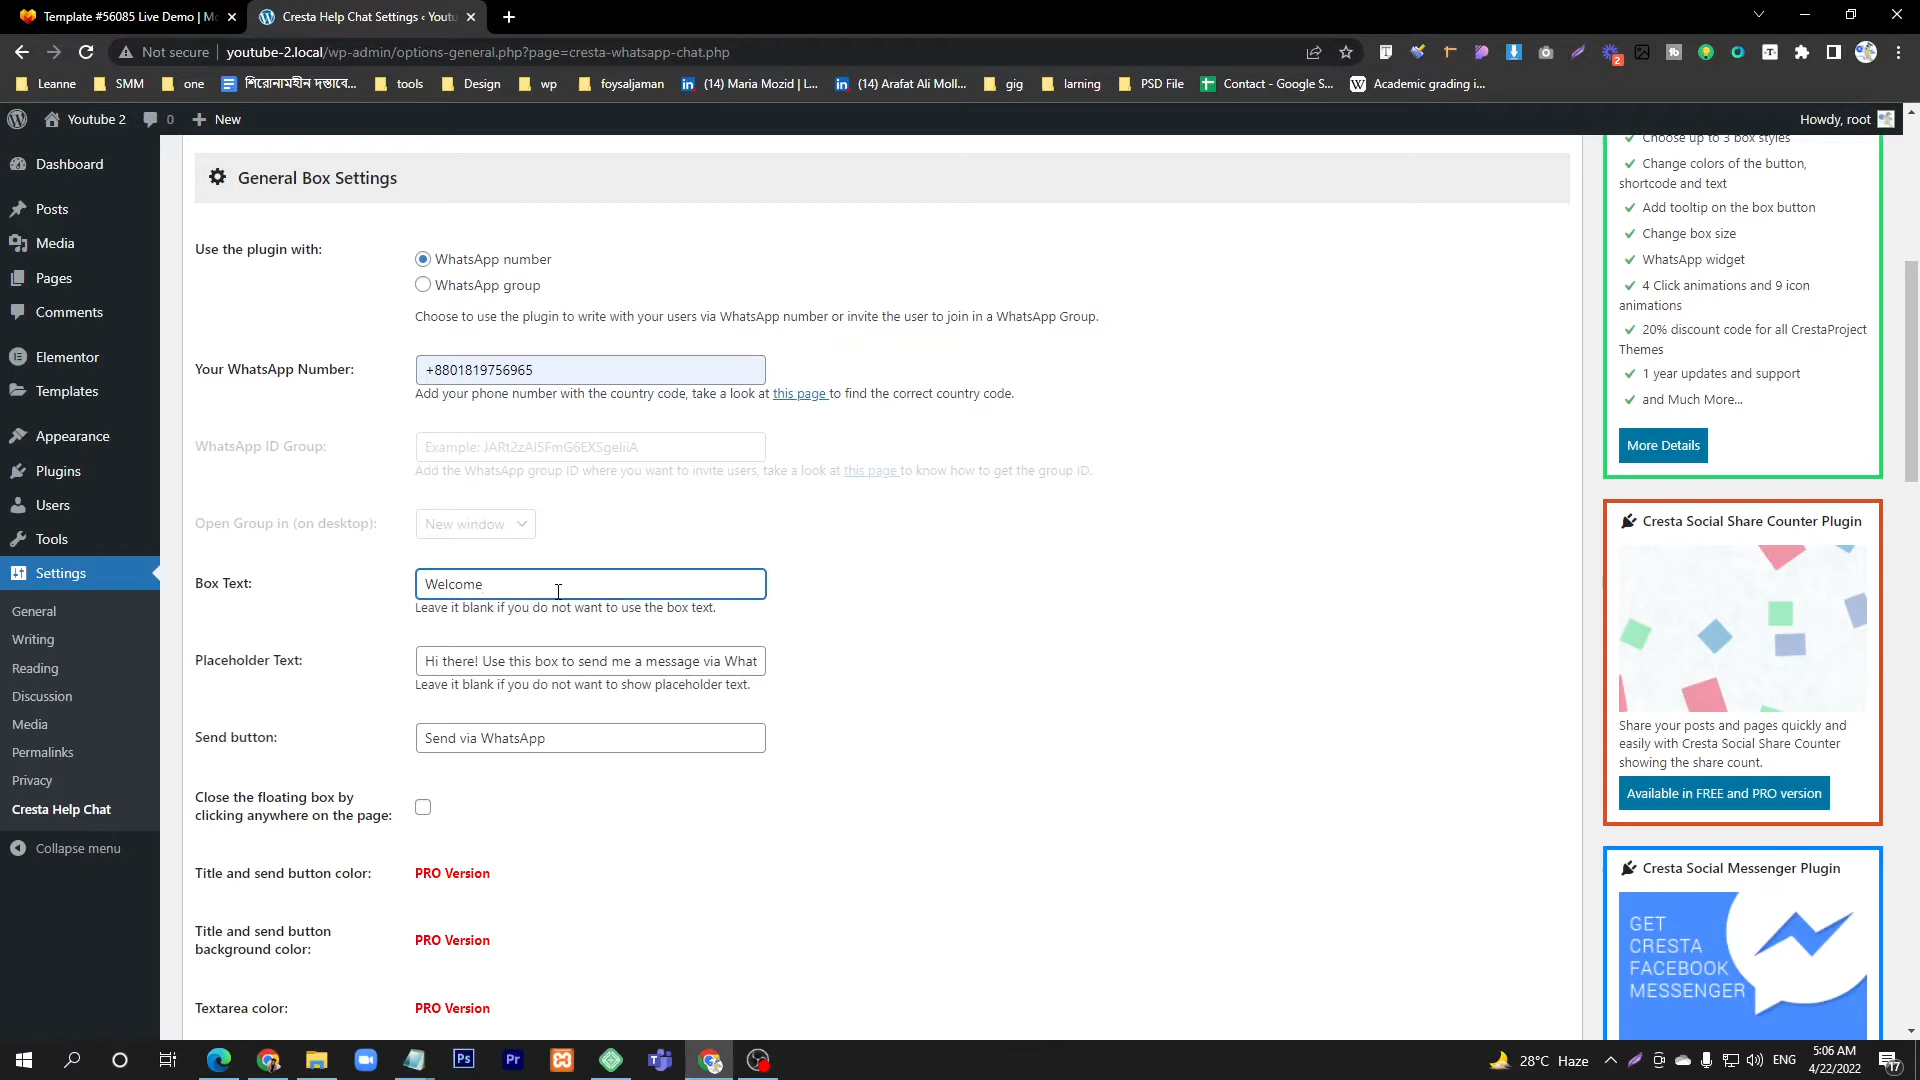 Template #56085 Live Demo | Mo
Cresta Help Chat Settings ‹ Youtu
Not secure
youtube-2.local/wp-admin/options-general.php?page=cresta-whatsapp-chat.php
2
Leanne
SMM
one
শিরোনামহীন দস্তাবে...
tools
Design
wp
foysaljaman
(14) Maria Mozid | L...
(14) Arafat Ali Moll...
gig
larning
PSD File
Contact - Google S...
Academic grading i...
Youtube 2
0
New
Howdy, root
Dashboard
Posts
Media
Pages
Comments
Elementor
Templates
Appearance
Plugins
Users
Tools
Settings
General
Writing
Reading
Discussion
Media
Permalinks
Privacy
Cresta Help Chat
Collapse menu
General Box Settings
Use the plugin with:
WhatsApp number
WhatsApp group
Choose to use the plugin to write with your users via WhatsApp number or invite the user to join in a WhatsApp Group.
Your WhatsApp Number:
+8801819756965
Add your phone number with the country code, take a look at this page to find the correct country code.
WhatsApp ID Group:
Add the WhatsApp group ID where you want to invite users, take a look at this page to know how to get the group ID.
Open Group in (on desktop):
New window
Box Text:
Welcome
Leave it blank if you do not want to use the box text.
Placeholder Text:
Hi there! Use this box to send me a message via What
Leave it blank if you do not want to show placeholder text.
Send button:
Send via WhatsApp
Close the floating box by
clicking anywhere on the page:
Title and send button color:
PRO Version
Title and send button
background color:
PRO Version
Textarea color:
PRO Version
Choose up to 3 box styles
Change colors of the button,
shortcode and text
Add tooltip on the box button
Change box size
WhatsApp widget
4 Click animations and 9 icon
animations
20% discount code for all CrestaProject
Themes
1 year updates and support
and Much More...
More Details
Cresta Social Share Counter Plugin
Share your posts and pages quickly and
easily with Cresta Social Share Counter
showing the share count.
Available in FREE and PRO version
Cresta Social Messenger Plugin
GET
CRESTA
FACEBOOK
MESSENGER
Ps
Pr
28°C Haze
ENG
5:06 AM
4/22/2022
17